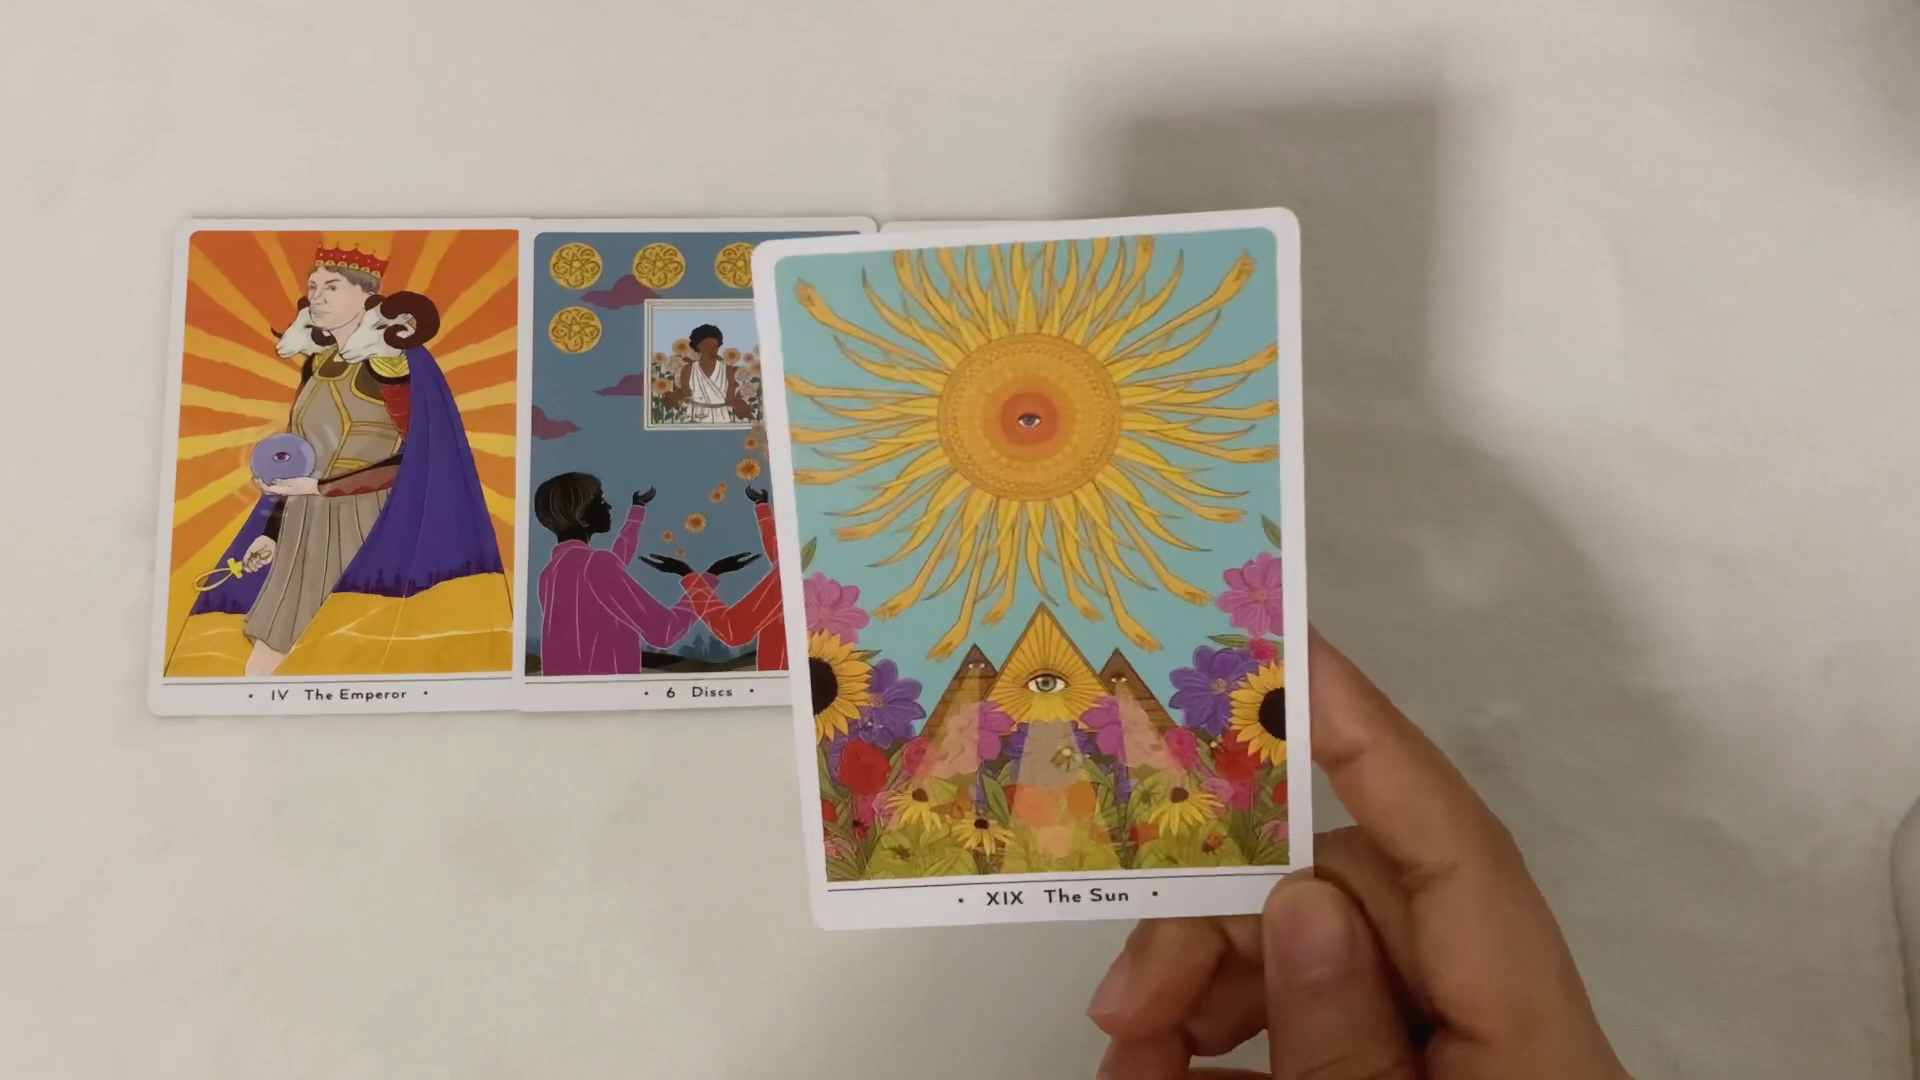 • IV The Emperor •
• 6 Discs •
• XIX The Sun •